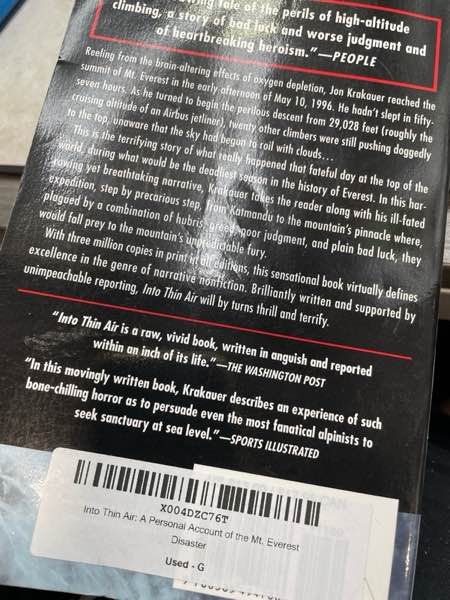 owing tale of the perils of high-altitude
climbing, a story of bad luck and worse judgment and
of heartbreaking heroism."—PEOPLE
Reeling from the brain-altering effects of oxygen depletion, Jon Krakauer reached the
summit of Mt. Everest in the early afternoon of May 10, 1996. He hadn't slept in fifty-
seven hours. As he turned to begin the perilous descent from 29,028 feet (roughly the
cruising altitude of an Airbus jetliner), twenty other climbers were still pushing doggedly
to the top, unaware that the sky had begun to roil with clouds...
This is the terrifying story of what really happened that fateful day at the top of the
world, during what would be the deadliest season in the history of Everest. In this har-
rowing yet breathtaking narrative, Krakauer takes the reader along with his ill-fated
expedition, step by precarious step, from Katmandu to the mountain's pinnacle where,
plagued by a combination of hubris, greed, poor judgment, and plain bad luck, they
would fall prey to the mountain's unpredictable fury.
With three million copies in print in all editions, this sensational book virtually defines
excellence in the genre of narrative nonfiction. Brilliantly written and supported by
unimpeachable reporting, Into Thin Air will by turns thrill and terrify.
"Into Thin Air is a raw, vivid book, written in anguish and reported
within an inch of its life."—THE WASHINGTON POST
"In this movingly written book, Krakauer describes an experience of such
bone-chilling horror as to persuade even the most fanatical alpinists to
seek sanctuary at sea level."—SPORTS ILLUSTRATED
X004DZC76T
Into Thin Air: A Personal Account of the Mt. Everest
Disaster
Used - G